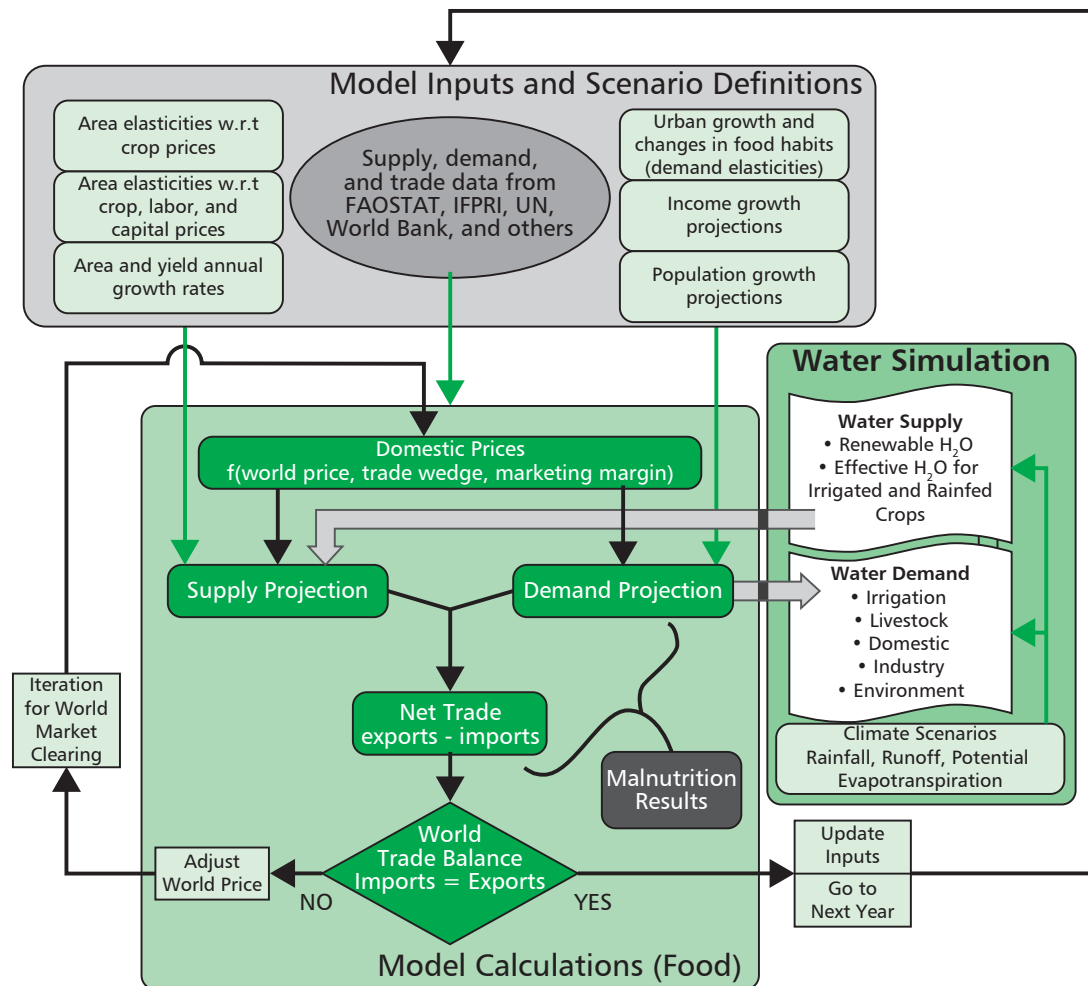 Model Inputs and Scenario Definitions
Area elasticities w.r.t
crop prices
Area elasticities w.r.t
crop, labor, and
capital prices
Area and yield annual
growth rates
Supply, demand,
and trade data from
FAOSTAT, IFPRI, UN,
World Bank, and others
Urban growth and
changes in food habits
(demand elasticities)
Income growth
projections
Population growth
projections
Water Simulation
Water Supply
• Renewable H₂O
• Effective H₂O for
Irrigated and Rainfed
Crops
Water Demand
• Irrigation
• Livestock
• Domestic
• Industry
• Environment
Climate Scenarios
Rainfall, Runoff, Potential
Evapotranspiration
Domestic Prices
f(world price, trade wedge, marketing margin)
Supply Projection
Demand Projection
Net Trade
exports - imports
Malnutrition
Results
World
Trade Balance
Imports = Exports
NO
YES
Adjust
World Price
Iteration
for World
Market
Clearing
Update
Inputs
Go to
Next Year
Model Calculations (Food)